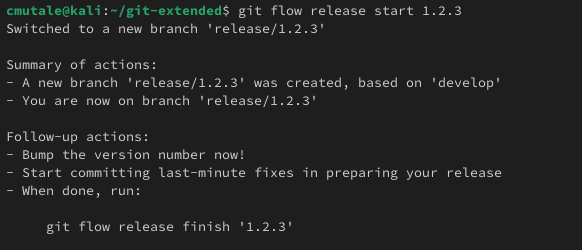 cmutale@kali:~/git-extended$ git flow release start 1.2.3
Switched to a new branch 'release/1.2.3'
Summary of actions:
- A new branch 'release/1.2.3' was created, based on 'develop'
- You are now on branch 'release/1.2.3'
Follow-up actions:
- Bump the version number now!
- Start committing last-minute fixes in preparing your release
- When done, run:
git flow release finish '1.2.3'